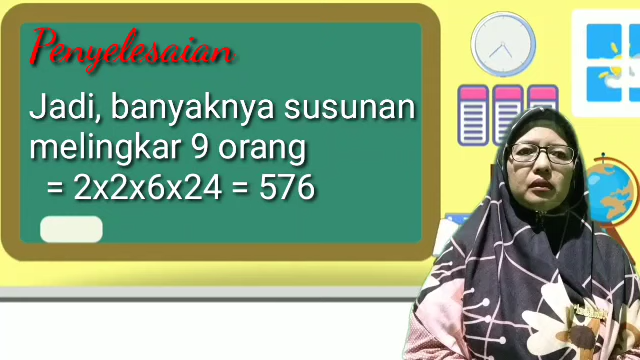 Penyelesaian
Jadi, banyaknya susunan
melingkar 9 orang
= 2x2x6x24 = 576